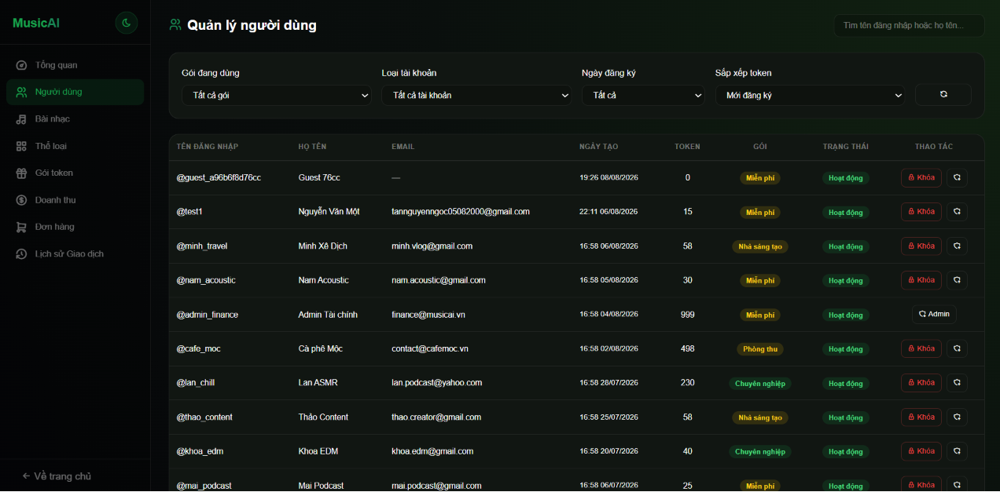 MusicAI
Quản lý người dùng
Tìm tên đăng nhập hoặc họ tên...
Tổng quan
Người dùng
Bài nhạc
Thể loại
Gói token
Doanh thu
Đơn hàng
Lịch sử Giao dịch
Về trang chủ
Gói đang dùng Loại tài khoản Ngày đăng ký Sắp xếp token
Tất cả gói Tất cả tài khoản Tất cả Mới đăng ký
TÊN ĐĂNG NHẬP HỌ TÊN EMAIL NGÀY TẠO TOKEN GÓI TRẠNG THÁI THAO TÁC
@guest_a96b6f8d76cc Guest 76cc — 19:26 08/08/2026 0 Miễn phí Hoạt động Khóa
@test1 Nguyễn Văn Một tannguyenngoc05082000@gmail.com 22:11 06/08/2026 15 Miễn phí Hoạt động Khóa
@minh_travel Minh Xê Dịch minh.vlog@gmail.com 16:58 06/08/2026 58 Nhà sáng tạo Hoạt động Khóa
@nam_acoustic Nam Acoustic nam.acoustic@gmail.com 16:58 05/08/2026 30 Miễn phí Hoạt động Khóa
@admin_finance Admin Tài chính finance@musicai.vn 16:58 04/08/2026 999 Miễn phí Hoạt động Admin
@cafe_moc Cà phê Mộc contact@cafemoc.vn 16:58 02/08/2026 498 Phòng thu Hoạt động Khóa
@lan_chill Lan ASMR lan.podcast@yahoo.com 16:58 28/07/2026 230 Chuyên nghiệp Hoạt động Khóa
@thao_content Thảo Content thao.creator@gmail.com 16:58 25/07/2026 58 Nhà sáng tạo Hoạt động Khóa
@khoa_edm Khoa EDM khoa.edm@gmail.com 16:58 20/07/2026 40 Chuyên nghiệp Hoạt động Khóa
@mai_podcast Mai Podcast mai.podcast@gmail.com 16:58 06/07/2026 25 Miễn phí Hoạt động Khóa